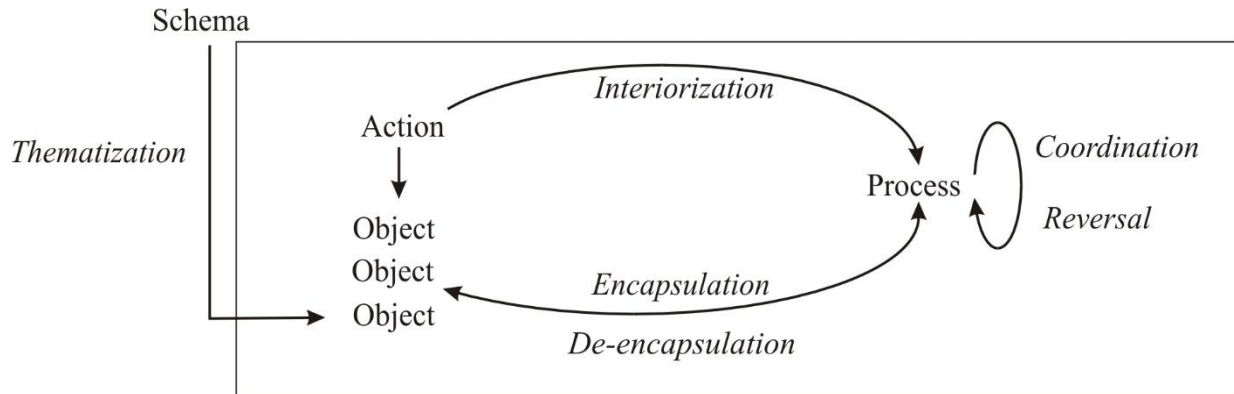 Schema
Interiorization
Action
Thematization
Coordination
Process
Reversal
Object
Object
Encapsulation
Object
De-encapsulation